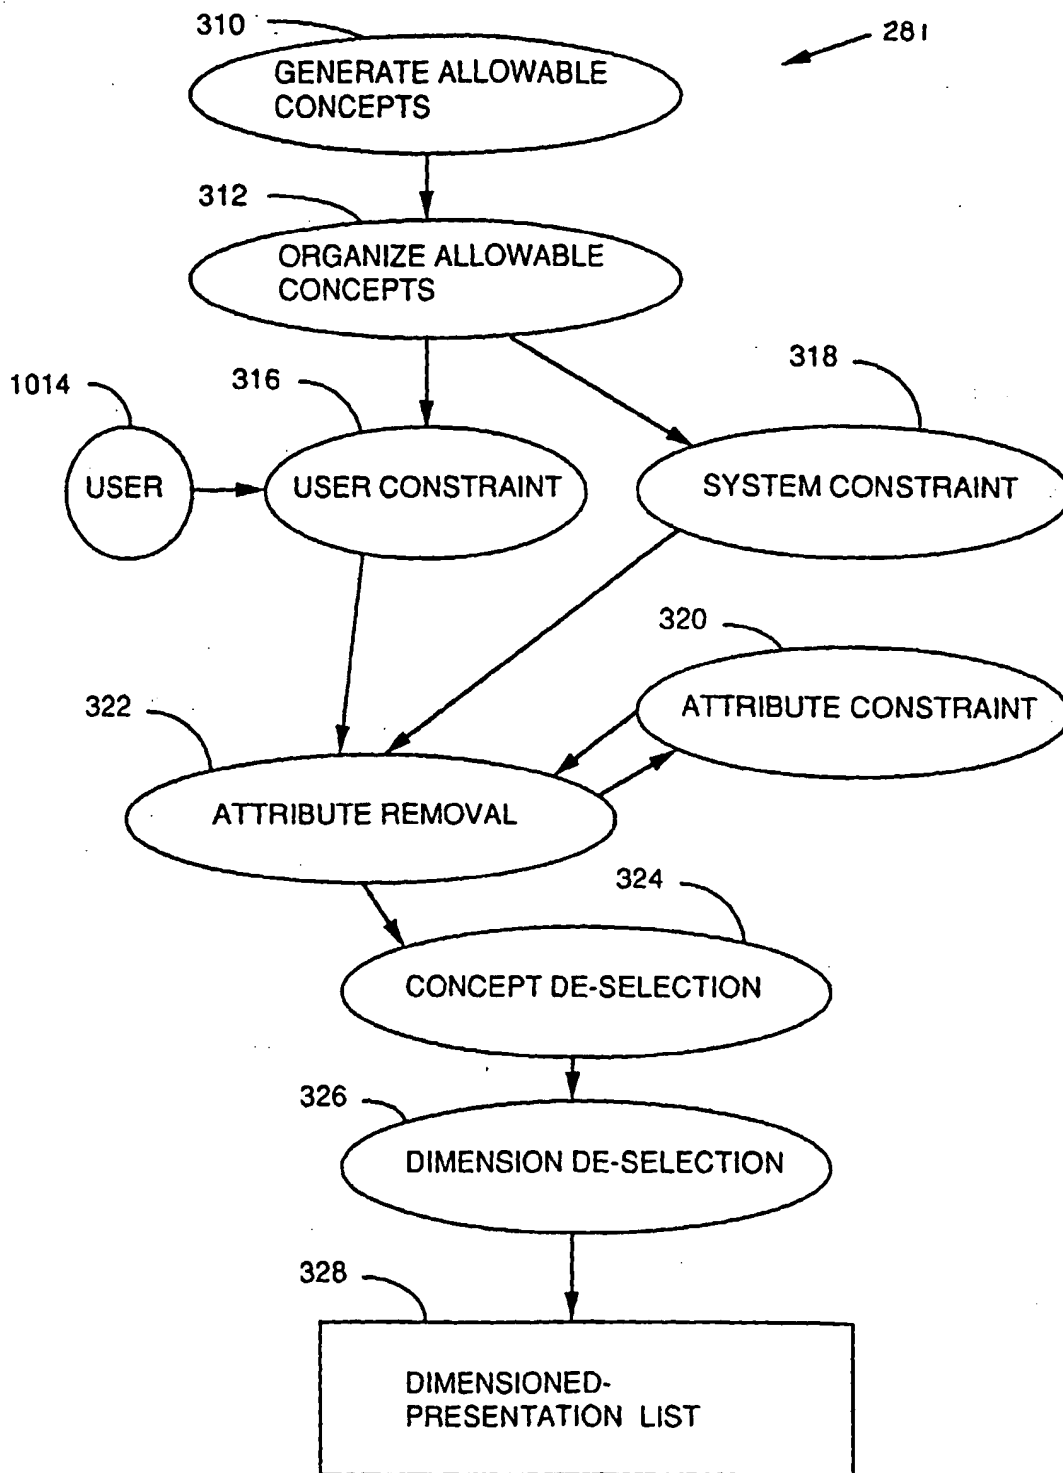 310
281
GENERATE ALLOWABLE
CONCEPTS
312
ORGANIZE ALLOWABLE
CONCEPTS
1014
316
318
USER
USER CONSTRAINT
SYSTEM CONSTRAINT
320
322
ATTRIBUTE CONSTRAINT
ATTRIBUTE REMOVAL
324
CONCEPT DE-SELECTION
326
DIMENSION DE-SELECTION
328
DIMENSIONED-
PRESENTATION LIST